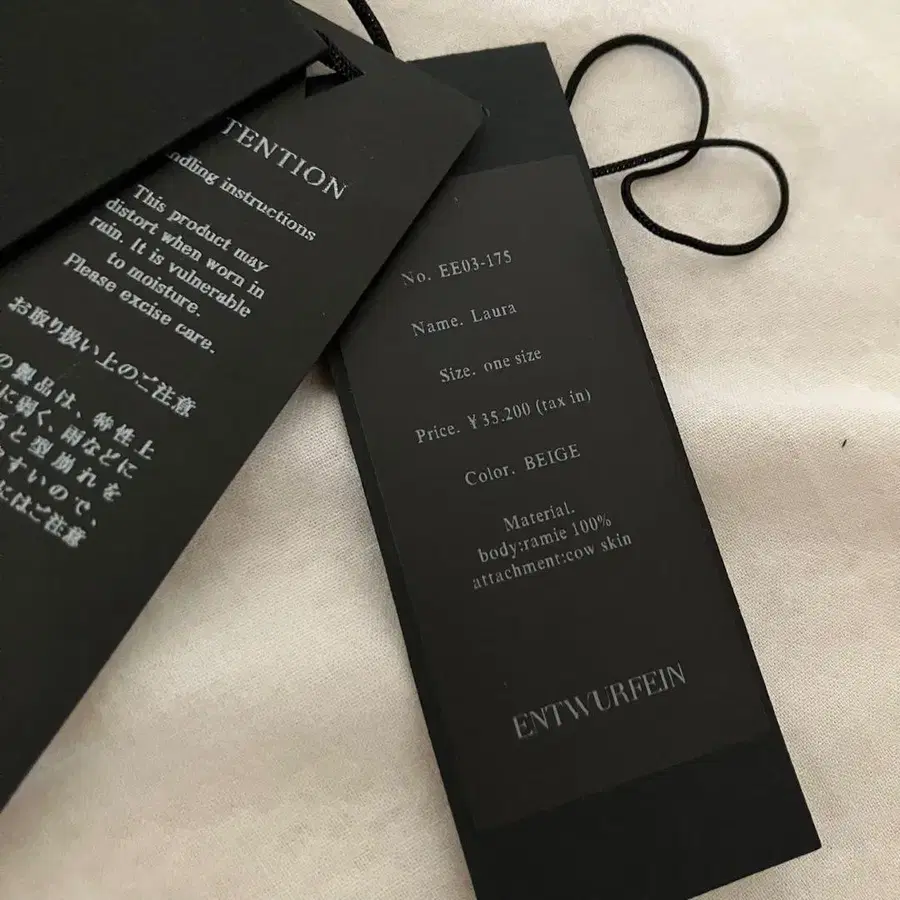 TENTION
ndling instructions
This product may
distort when worn in
rain. It is vulnerable
to moisture.
Please excise care.
お取り扱い上のご注意
の製品は、特性上
に弱く、雨などに
ると型崩れを
やすいので、
にはご注意
No. EE03-175
Name. Laura
Size. one size
Price. ¥35.200 (tax in)
Color. BEIGE
Material.
body:ramie 100%
attachment:cow skin
ENTWURFEIN